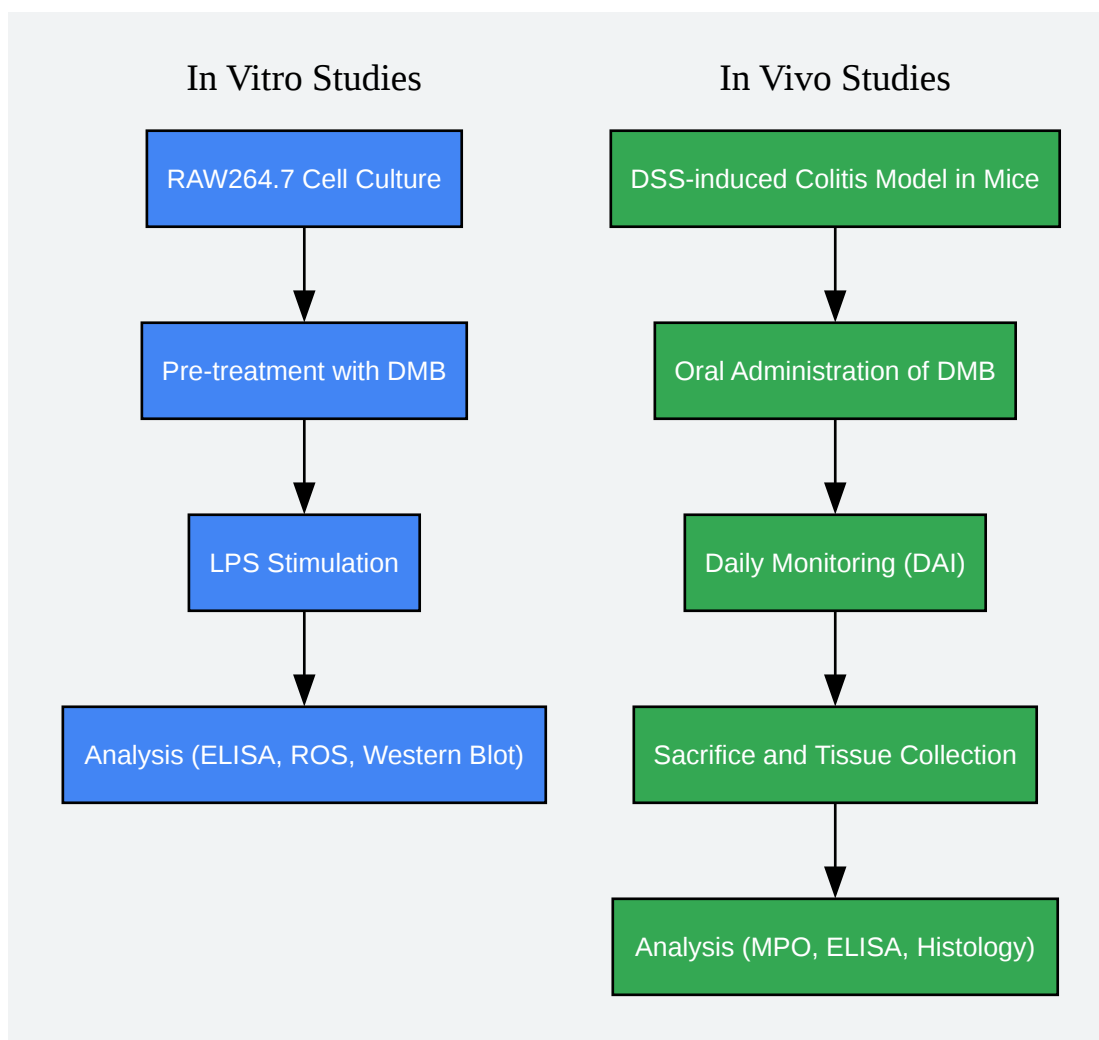 In Vitro Studies
RAW264.7 Cell Culture
Pre-treatment with DMB
LPS Stimulation
Analysis (ELISA, ROS, Western Blot)
In Vivo Studies
DSS-induced Colitis Model in Mice
Oral Administration of DMB
Daily Monitoring (DAI)
Sacrifice and Tissue Collection
Analysis (MPO, ELISA, Histology)